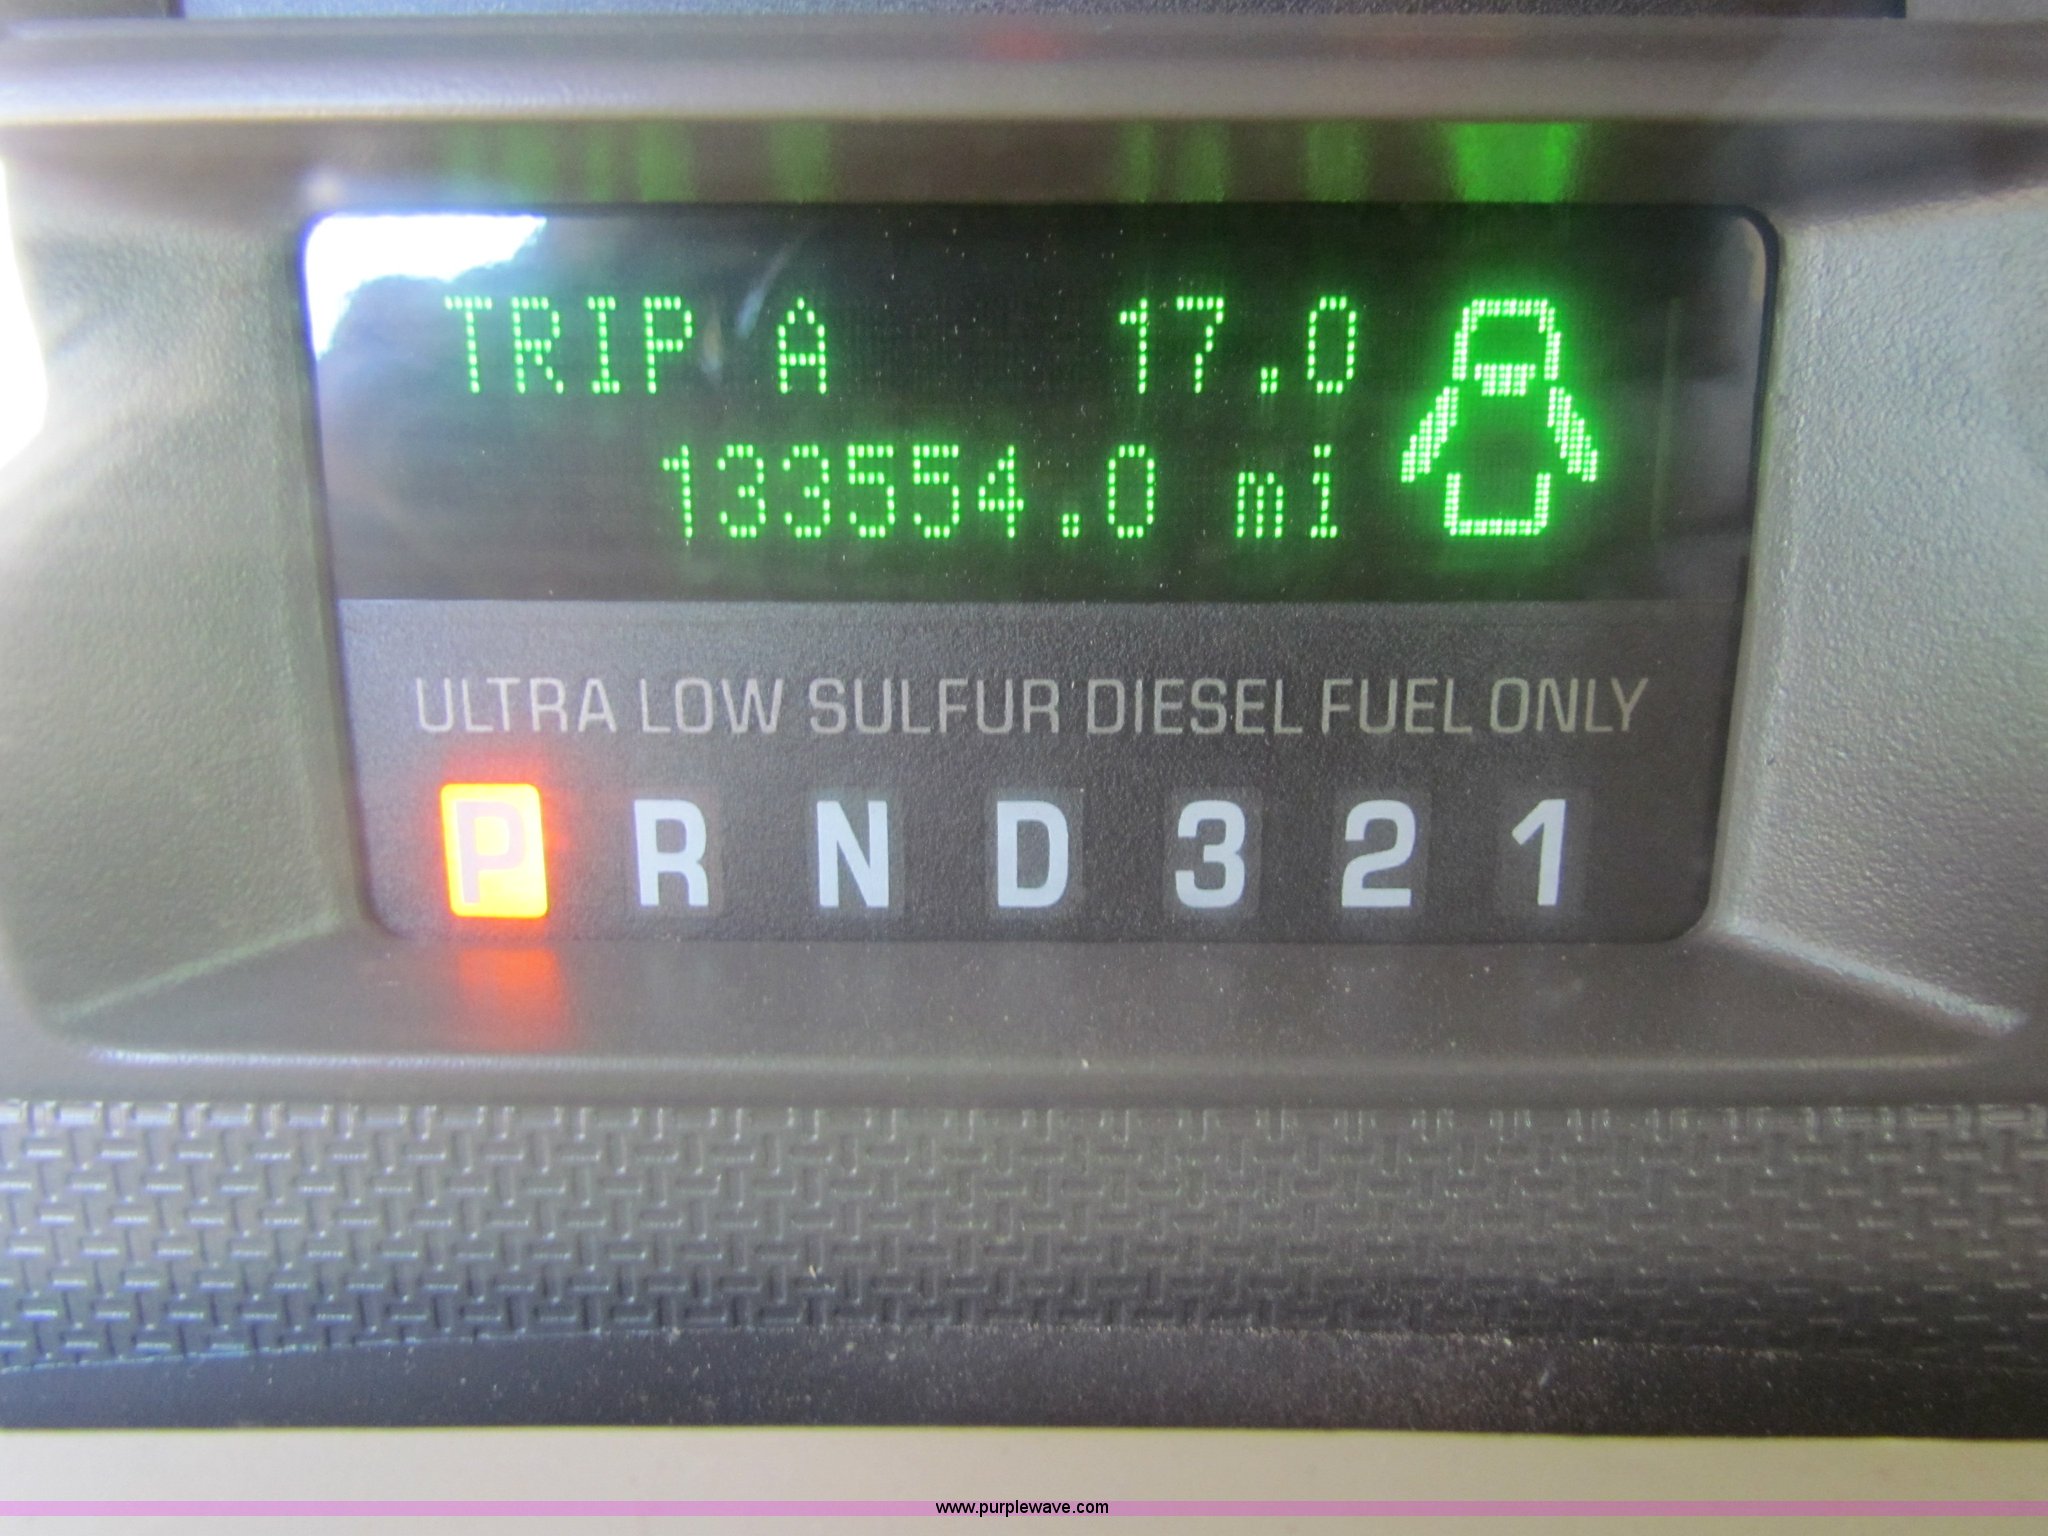 TRIP A 17.0
133554.0 mi
ULTRA LOW SULFUR DIESEL FUEL ONLY
P R N D 3 2 1
www.purplewave.com